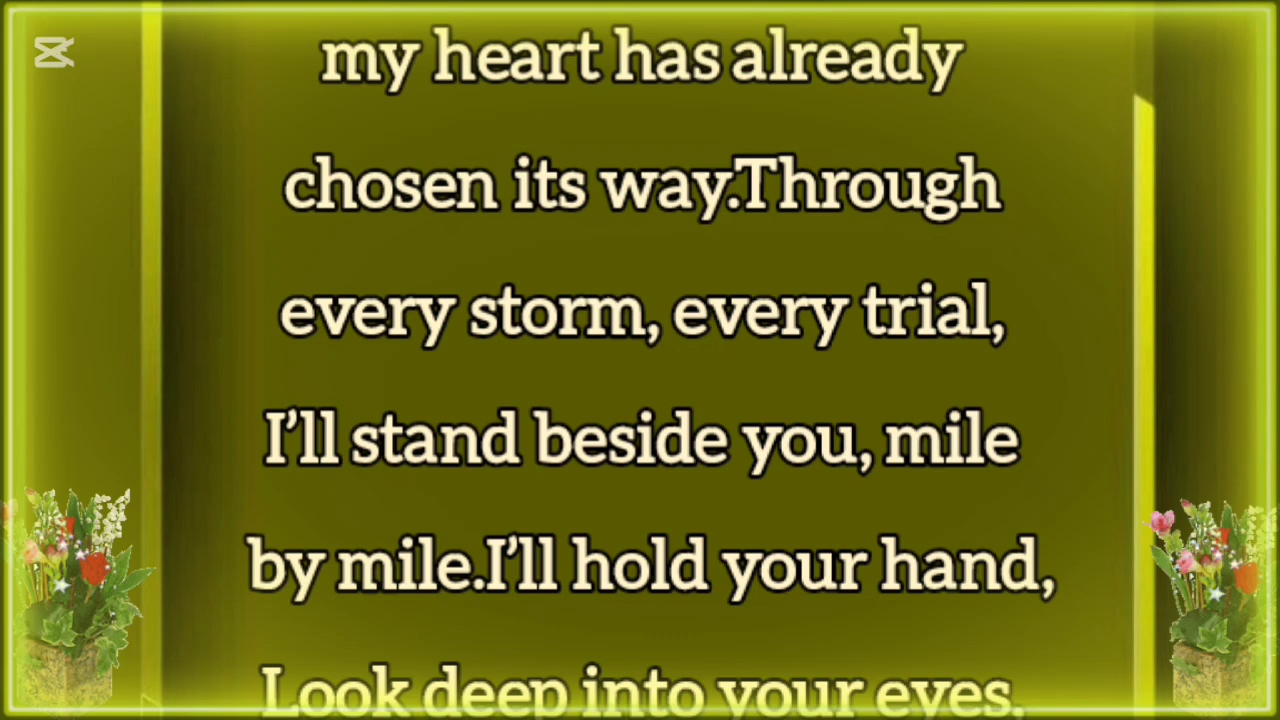 my heart has already
chosen its way.Through
every storm, every trial,
I’ll stand beside you, mile
by mile.I’ll hold your hand,
Look deep into your eyes,